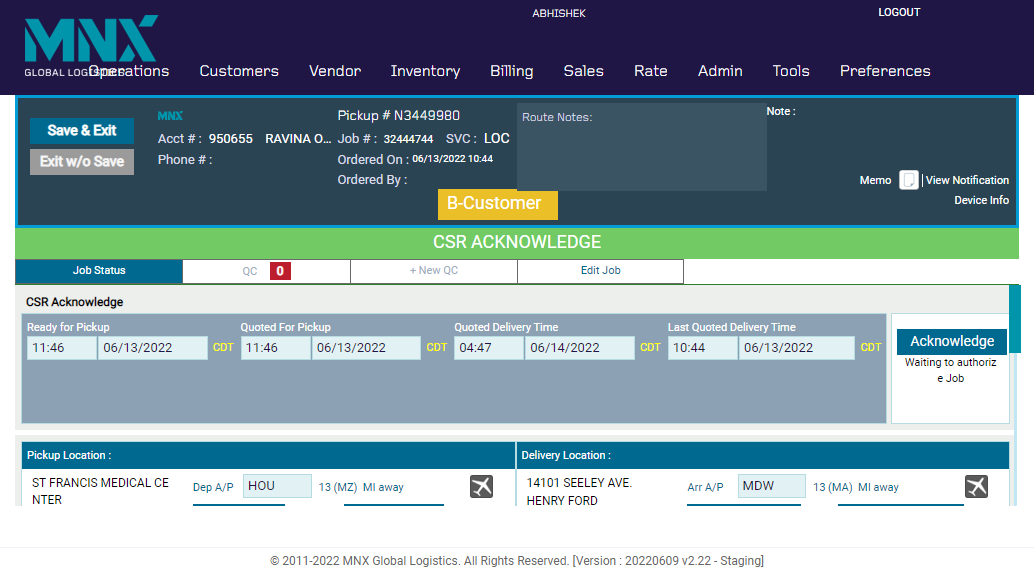 ABHISHEK
LOGOUT
MNX
GLOBAL LOGISTICS
Operations Customers Vendor Inventory Billing Sales Rate Admin Tools Preferences
Save & Exit
Exit w/o Save
MNX
Acct # : 950655 RAVINA O...
Phone # :
Pickup # N3449980
Job # : 32444744 SVC : LOC
Ordered On : 06/13/2022 10:44
Ordered By :
B-Customer
Route Notes:
Note :
Memo | View Notification
Device Info
CSR ACKNOWLEDGE
Job Status QC 0 + New QC Edit Job
CSR Acknowledge
Ready for Pickup Quoted For Pickup Quoted Delivery Time Last Quoted Delivery Time
11:46 06/13/2022 CDT 11:46 06/13/2022 CDT 04:47 06/14/2022 CDT 10:44 06/13/2022 CDT
Acknowledge
Waiting to authoriz
e Job
Pickup Location :
ST FRANCIS MEDICAL CE
NTER
Dep A/P HOU 13 (MZ) MI away
Delivery Location :
14101 SEELEY AVE.
HENRY FORD
Arr A/P MDW 13 (MA) MI away
© 2011-2022 MNX Global Logistics. All Rights Reserved. [Version : 20220609 v2.22 - Staging]